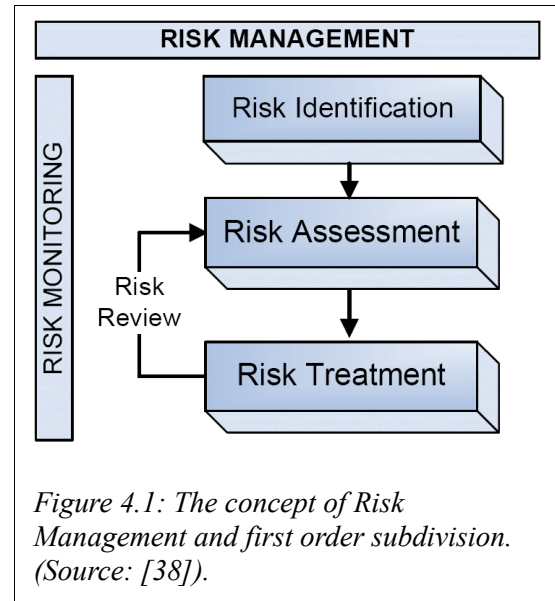 RISK MANAGEMENT
RISK MONITORING
Risk Identification
Risk Assessment
Risk
Review
Risk Treatment
Figure 4.1: The concept of Risk
Management and first order subdivision.
(Source: [38]).